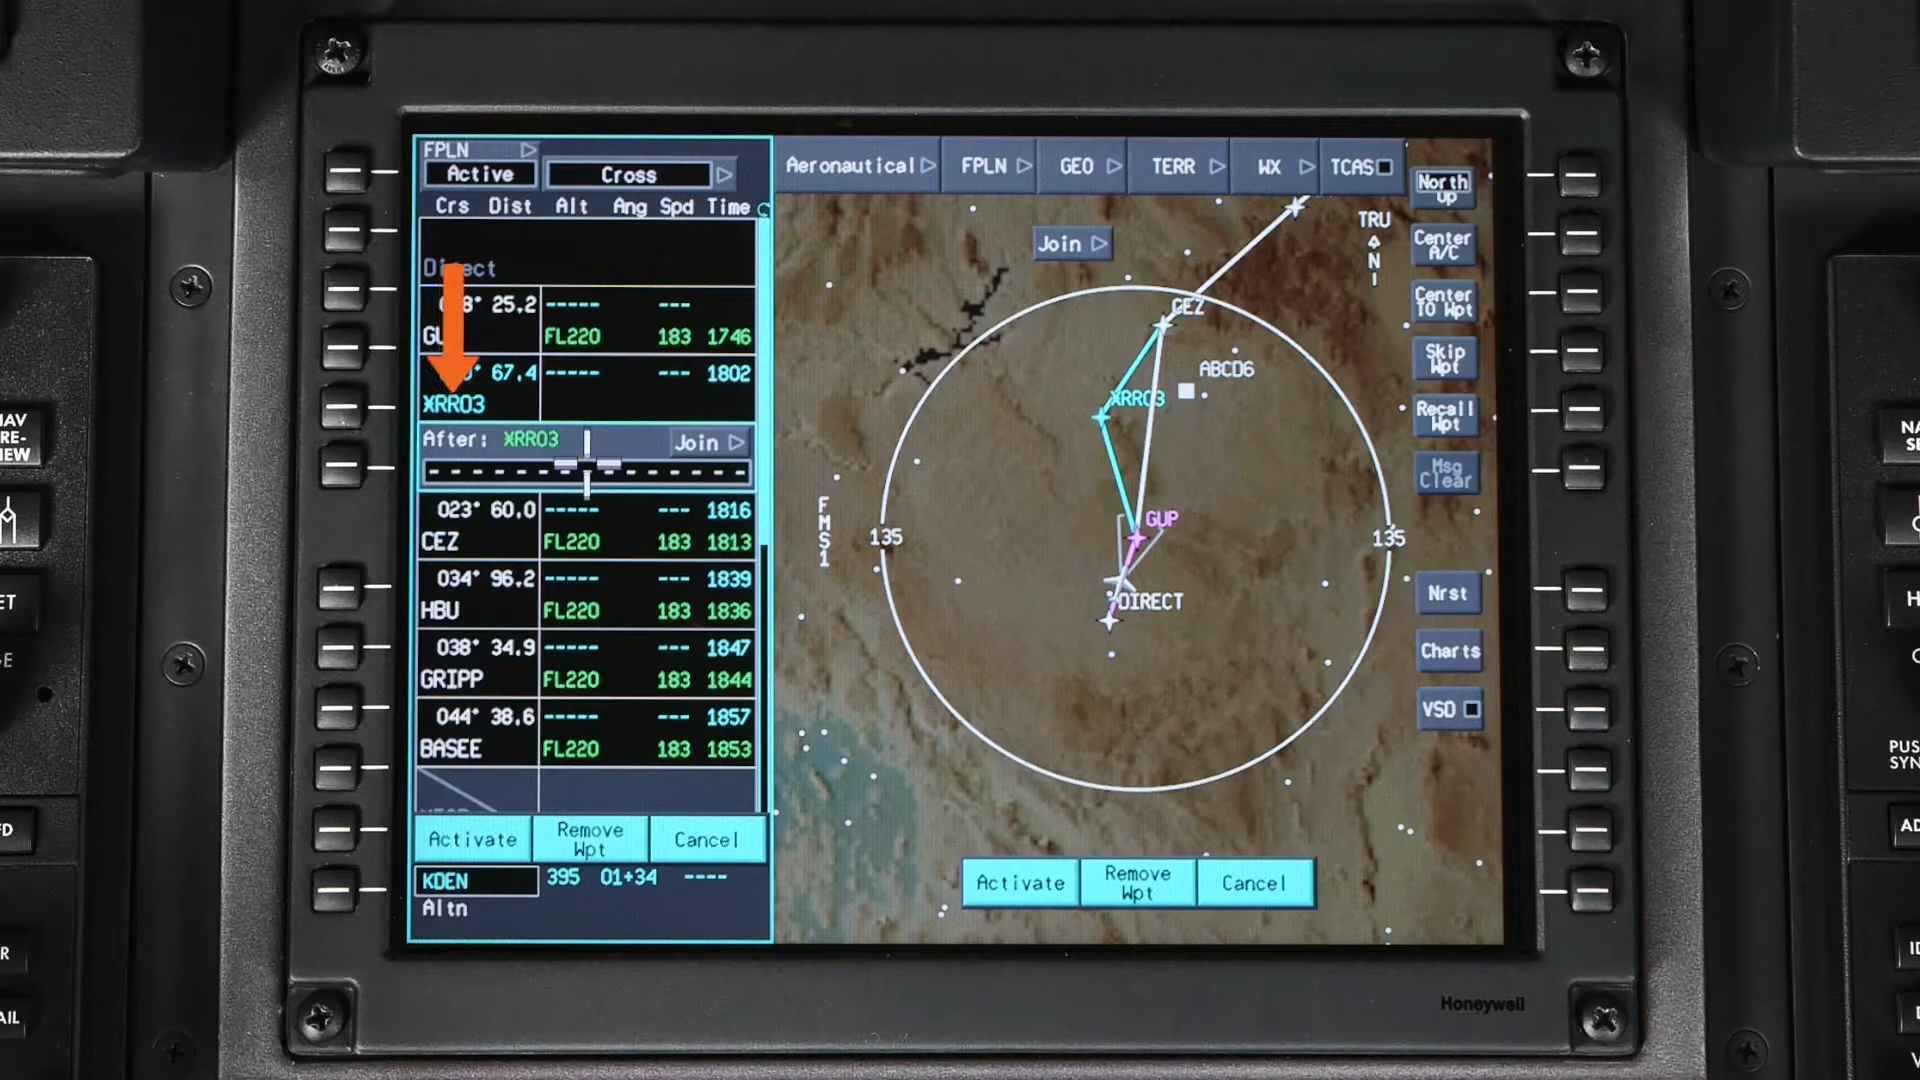 FPLN
Active
Cross
Crs Dist Alt Ang Spd Time
25.2 ----- ---
FL220 183 1746
67.4 ----- --- 1802
XRR03
After: XRR03 Join
023° 60.0 ----- --- 1816
CEZ FL220 183 1813
034° 96.2 ----- --- 1839
HBU FL220 183 1836
038° 34.9 ----- --- 1847
GRIPP FL220 183 1844
044° 38.6 ----- --- 1857
BASEE FL220 183 1853
Activate
Remove
Wpt
Cancel
KDEN 395 01+34 ----
Altn
Aeronautical FPLN GEO TERR WX TCAS
Join
TRU
N
CEZ
ABCD6
XRR03
GUP
DIRECT
135
135
FMS1
Activate
Remove
Wpt
Cancel
North
Up
Center
A/C
Center
TO Wpt
Skip
Wpt
Recall
Wpt
Msg
Clear
Nrst
Charts
VSD
Honeywell
PUS
SYN